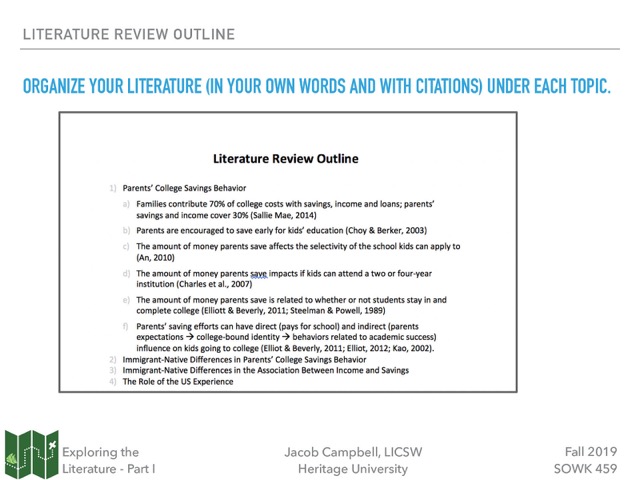 LITERATURE REVIEW OUTLINE
ORGANIZE YOUR LITERATURE (IN YOUR OWN WORDS AND WITH CITATIONS) UNDER EACH TOPIC.
Literature Review Outline
1) Parents' College Savings Behavior
a) Families contribute 70% of college costs with savings, income and loans; parents'
savings and income cover 30% (Sallie Mae, 2014)
b) Parents are encouraged to save early for kids' education (Choy & Berker, 2003)
c) The amount of money parents save affects the selectivity of the school kids can apply to
(An, 2010)
d) The amount of money parents save impacts if kids can attend a two or four-year
institution (Charles et al., 2007)
e) The amount of money parents save is related to whether or not students stay in and
complete college (Elliott & Beverly, 2011; Steelman & Powell, 1989)
f) Parents' saving efforts can have direct (pays for school) and indirect (parents
expectations → college-bound identity → behaviors related to academic success)
influence on kids going to college (Elliot & Beverly, 2011; Elliot, 2012; Kao, 2002).
2) Immigrant-Native Differences in Parents' College Savings Behavior
3) Immigrant-Native Differences in the Association Between Income and Savings
4) The Role of the US Experience
Exploring the
Literature - Part I
Jacob Campbell, LICSW
Heritage University
Fall 2019
SOWK 459